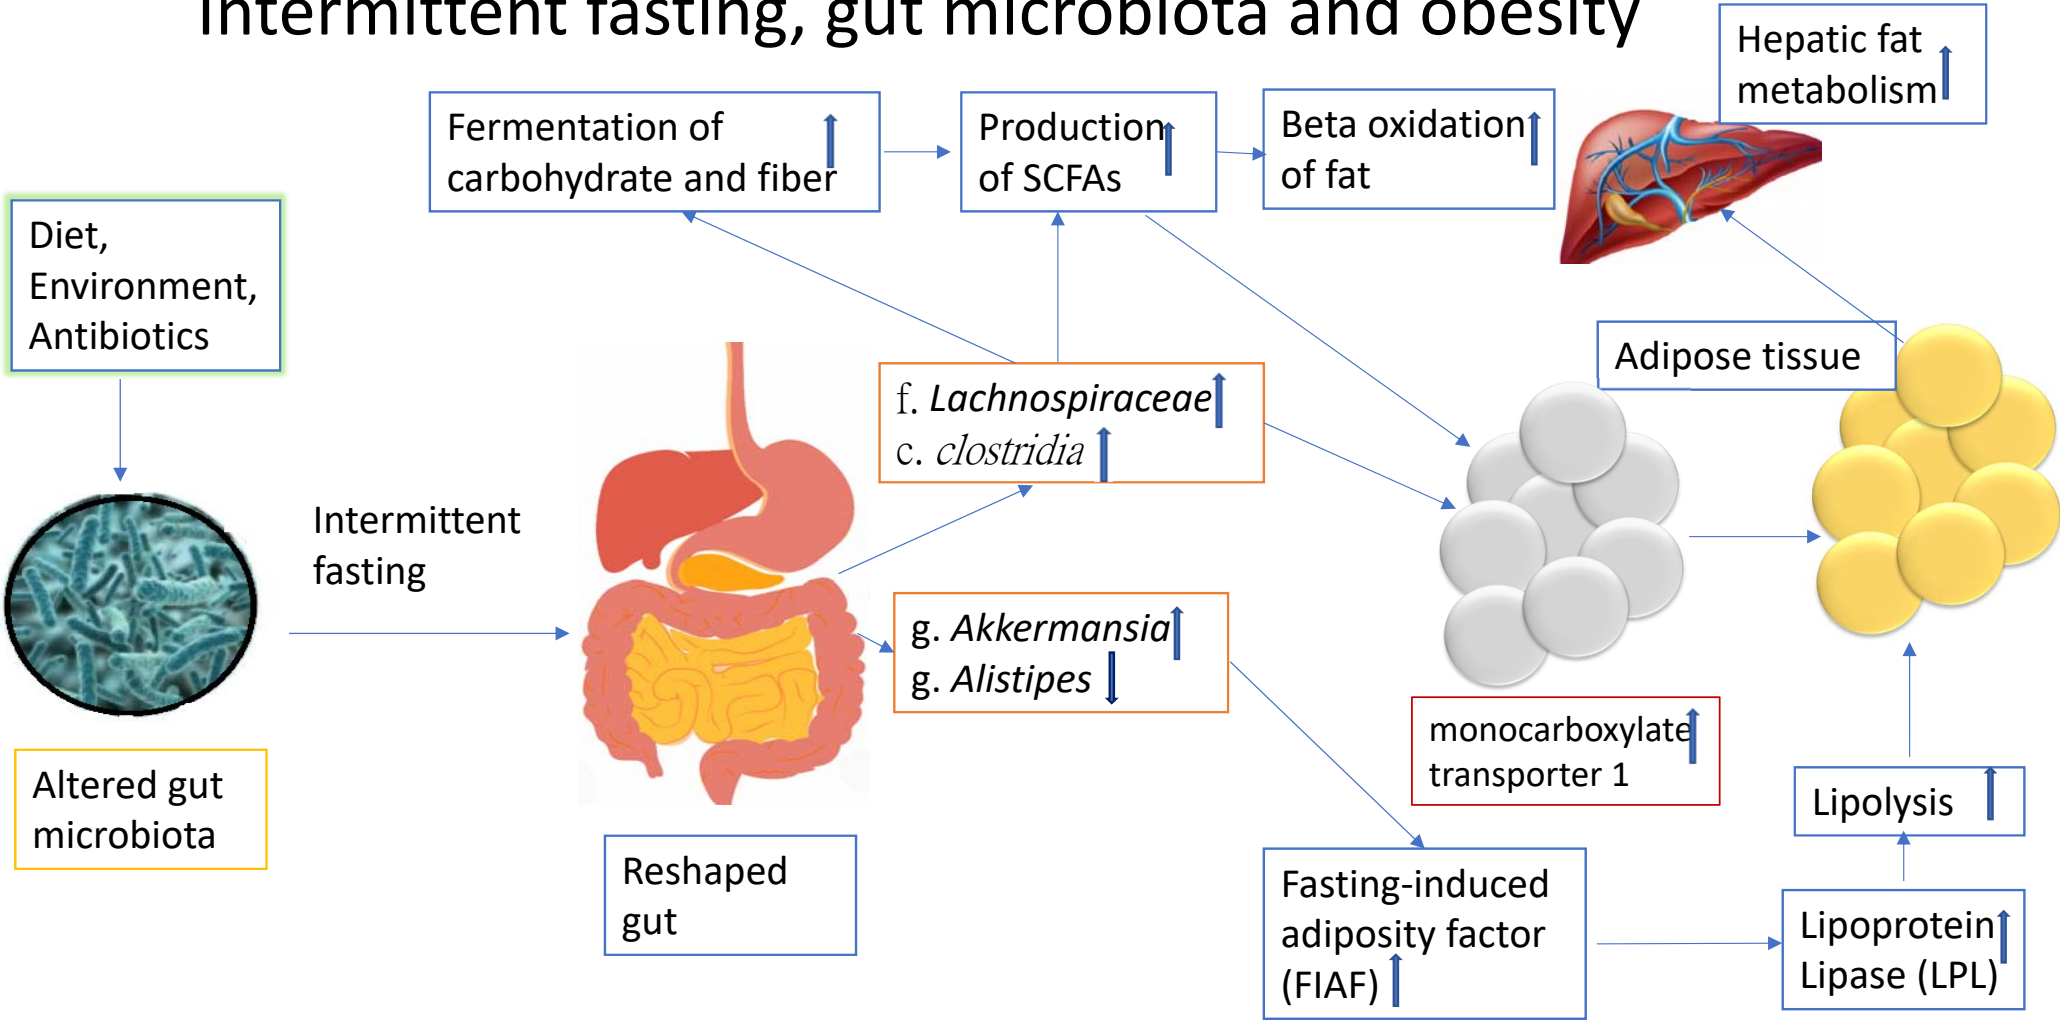 Intermittent fasting, gut microbiota and obesity
Hepatic fat
metabolism
Fermentation of
carbohydrate and fiber
Production
of SCFAs
Beta oxidation
of fat
Diet,
Environment,
Antibiotics
Adipose tissue
f. Lachnospiraceae
c. clostridia
Intermittent
fasting
g. Akkermansia
g. Alistipes
monocarboxylate
transporter 1
Altered gut
microbiota
Lipolysis
Reshaped
gut
Fasting-induced
adiposity factor
(FIAF)
Lipoprotein
Lipase (LPL)